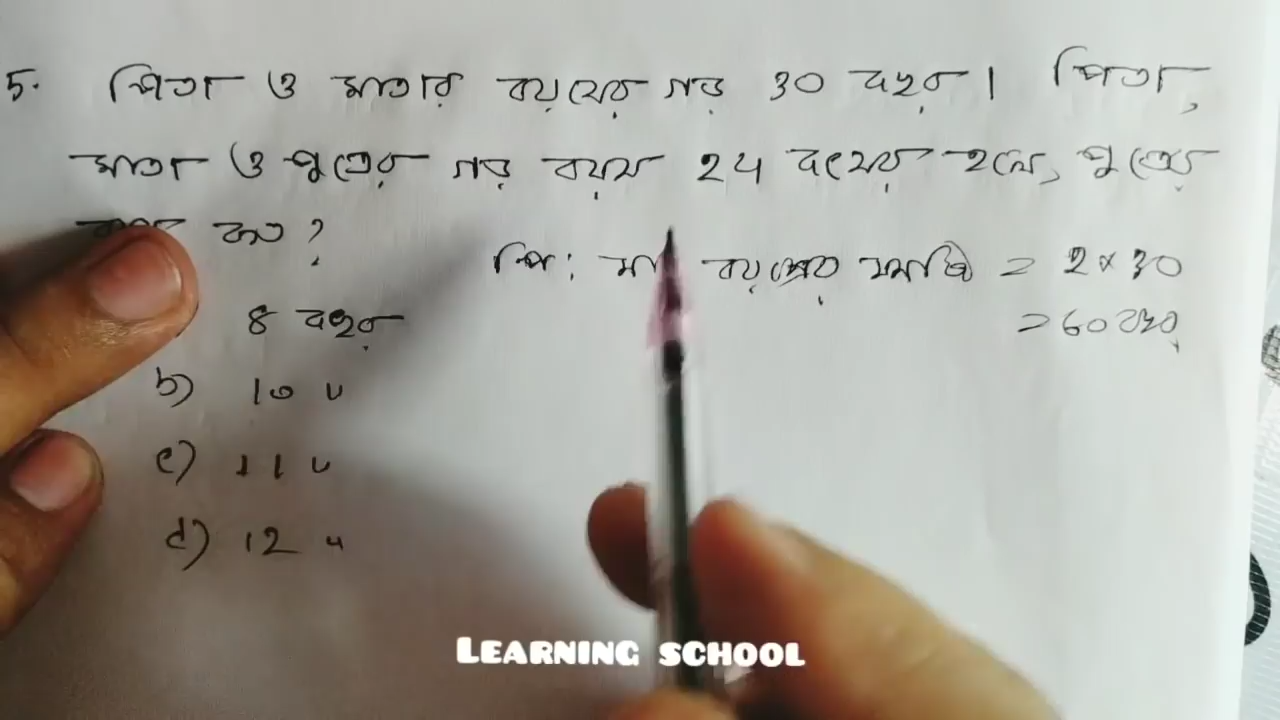 5. পিতা ও মাতার বয়সের গড় 30 বছর। পিতা,
মাতা ও পুত্রের গড় বয়স 24 বছর হলে, পুত্রের
কত?
পি: মা বয়সের সমষ্টি = 2 × 30
= 60 বছর
8 বছর
b) 10 ''
c) 11 ''
d) 12 ''
LEARNING SCHOOL